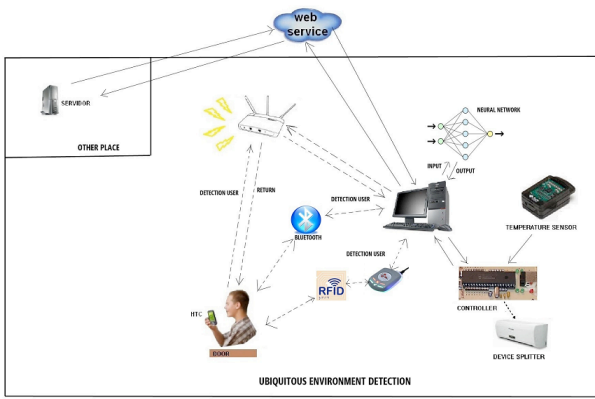 web
service
SERVIDOR
OTHER PLACE
NEURAL NETWORK
INPUT
OUTPUT
DETECTION USER
RETURN
DETECTION USER
BLUETOOTH
TEMPERATURE SENSOR
DETECTION USER
RFiD
HTC
CONTROLLER
DOOR
DEVICE SPLITTER
UBIQUITOUS ENVIRONMENT DETECTION